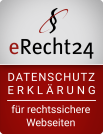 eRecht24
DATENSCHUTZ
ERKLÄRUNG
für rechtssichere
Webseiten